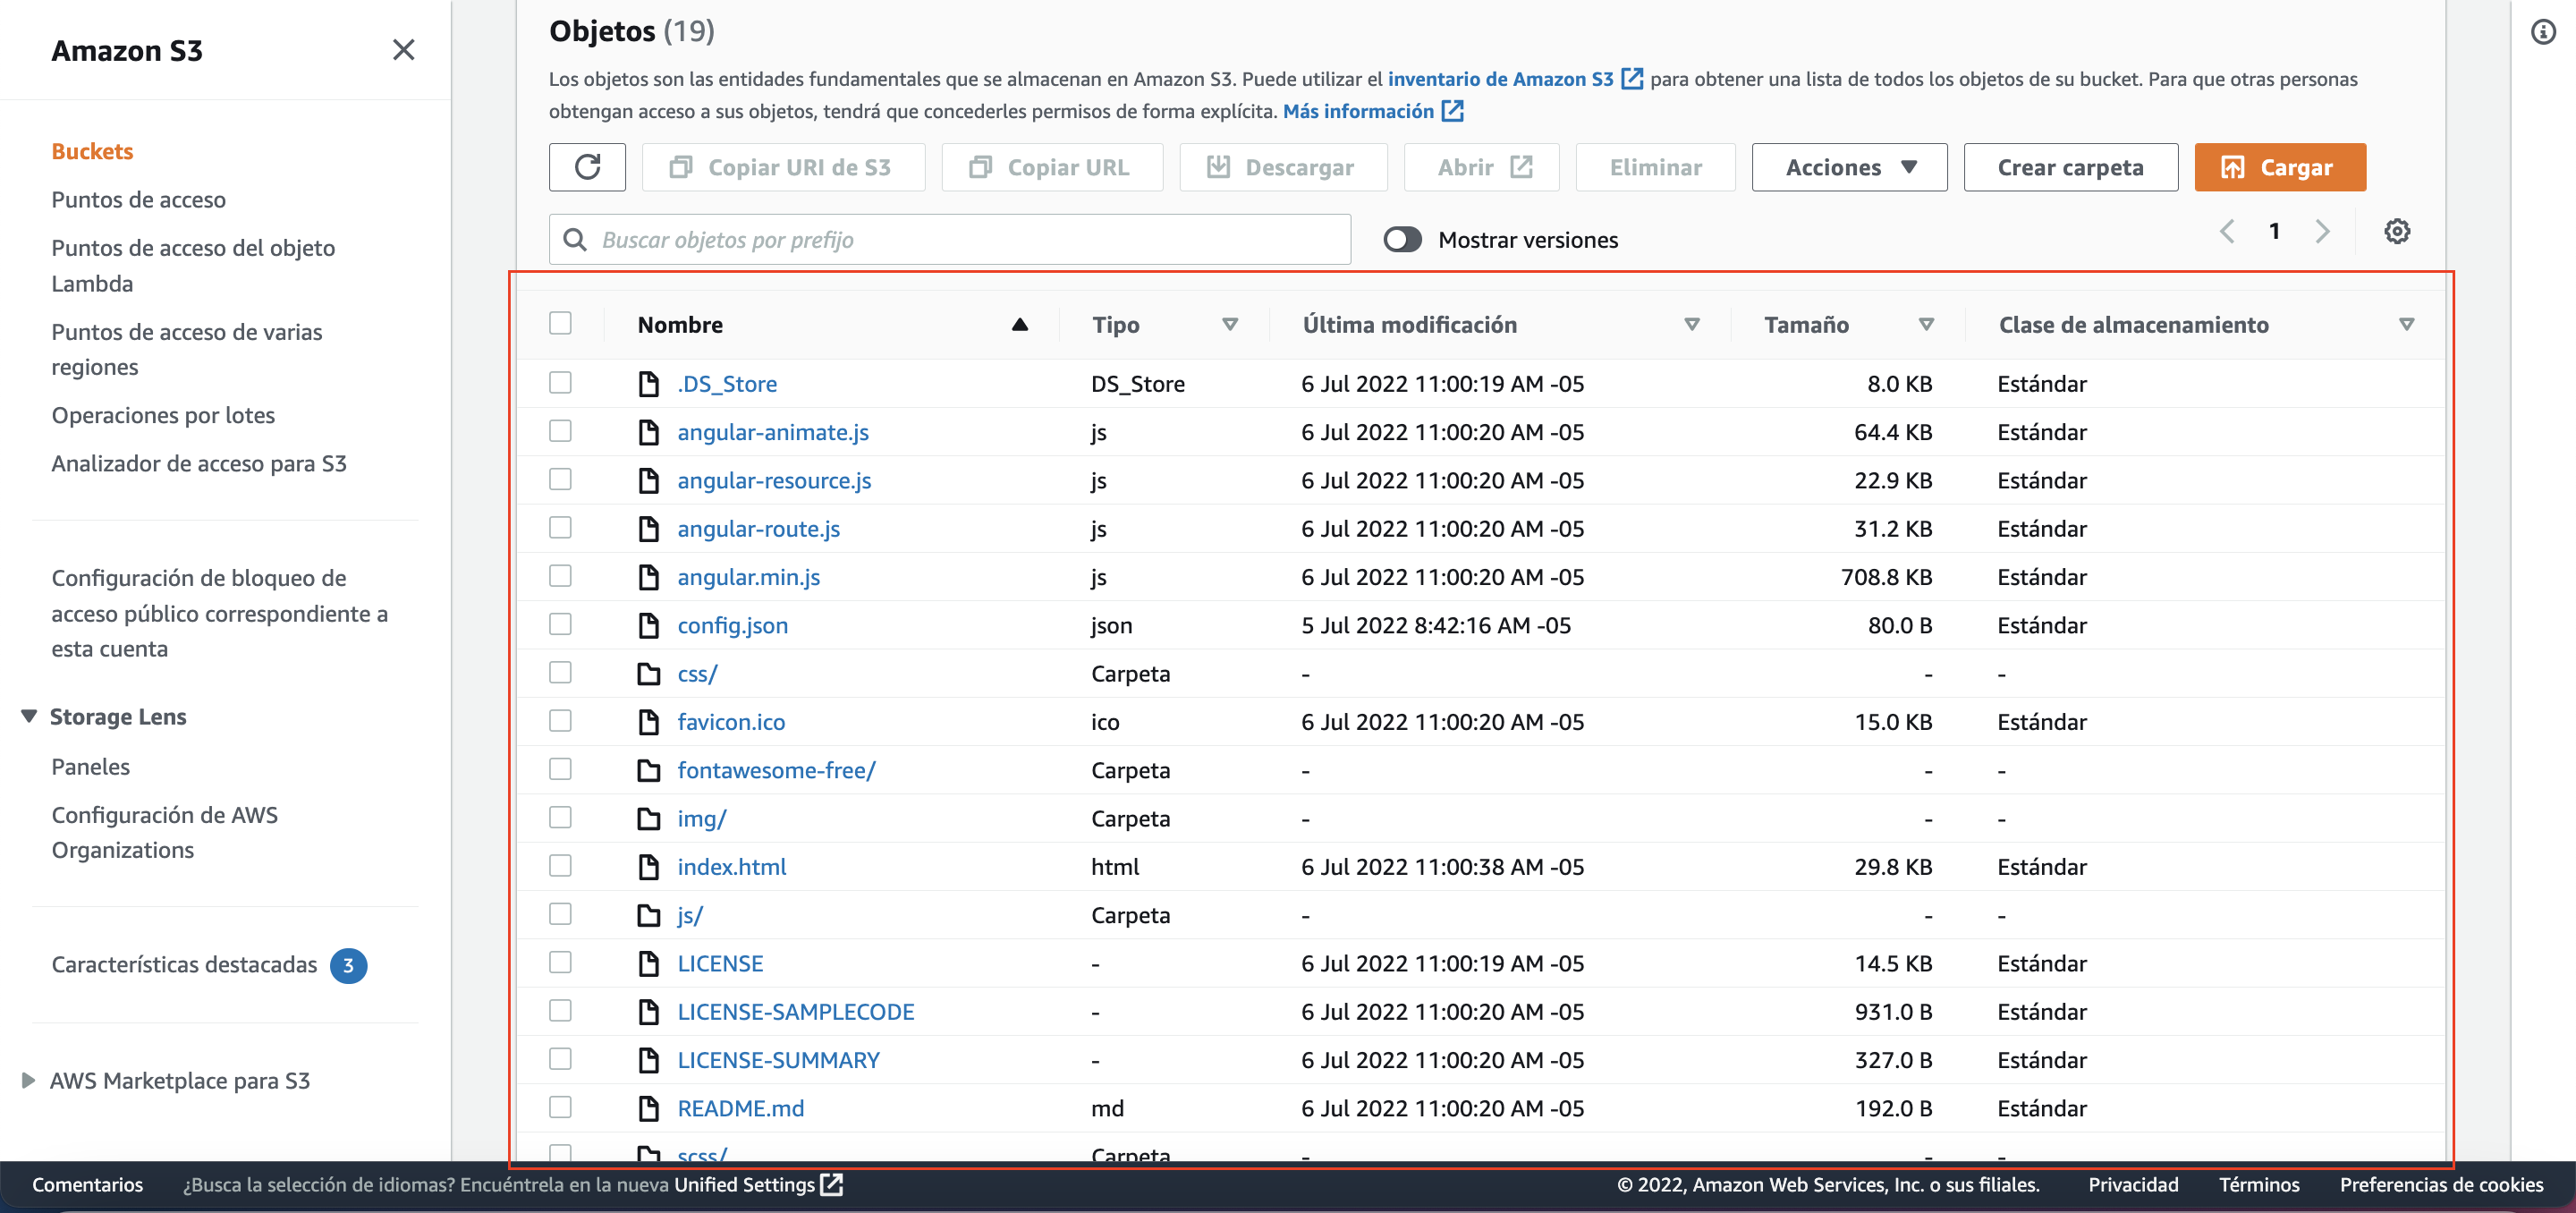 Amazon S3
Buckets
Puntos de acceso
Puntos de acceso del objeto
Lambda
Puntos de acceso de varias
regiones
Operaciones por lotes
Analizador de acceso para S3
Configuración de bloqueo de
acceso público correspondiente a
esta cuenta
Storage Lens
Paneles
Configuración de AWS
Organizations
Características destacadas 3
AWS Marketplace para S3
Objetos (19)
Los objetos son las entidades fundamentales que se almacenan en Amazon S3. Puede utilizar el inventario de Amazon S3 para obtener una lista de todos los objetos de su bucket. Para que otras personas
obtengan acceso a sus objetos, tendrá que concederles permisos de forma explícita. Más información
Copiar URI de S3 Copiar URL Descargar Abrir Eliminar Acciones Crear carpeta Cargar
Buscar objetos por prefijo Mostrar versiones 1
Nombre Tipo Última modificación Tamaño Clase de almacenamiento
.DS_Store DS_Store 6 Jul 2022 11:00:19 AM -05 8.0 KB Estándar
angular-animate.js js 6 Jul 2022 11:00:20 AM -05 64.4 KB Estándar
angular-resource.js js 6 Jul 2022 11:00:20 AM -05 22.9 KB Estándar
angular-route.js js 6 Jul 2022 11:00:20 AM -05 31.2 KB Estándar
angular.min.js js 6 Jul 2022 11:00:20 AM -05 708.8 KB Estándar
config.json json 5 Jul 2022 8:42:16 AM -05 80.0 B Estándar
css/ Carpeta - - -
favicon.ico ico 6 Jul 2022 11:00:20 AM -05 15.0 KB Estándar
fontawesome-free/ Carpeta - - -
img/ Carpeta - - -
index.html html 6 Jul 2022 11:00:38 AM -05 29.8 KB Estándar
js/ Carpeta - - -
LICENSE - 6 Jul 2022 11:00:19 AM -05 14.5 KB Estándar
LICENSE-SAMPLECODE - 6 Jul 2022 11:00:20 AM -05 931.0 B Estándar
LICENSE-SUMMARY - 6 Jul 2022 11:00:20 AM -05 327.0 B Estándar
README.md md 6 Jul 2022 11:00:20 AM -05 192.0 B Estándar
scss/ Carpeta - - -
Comentarios ¿Busca la selección de idiomas? Encuéntrela en la nueva Unified Settings © 2022, Amazon Web Services, Inc. o sus filiales. Privacidad Términos Preferencias de cookies